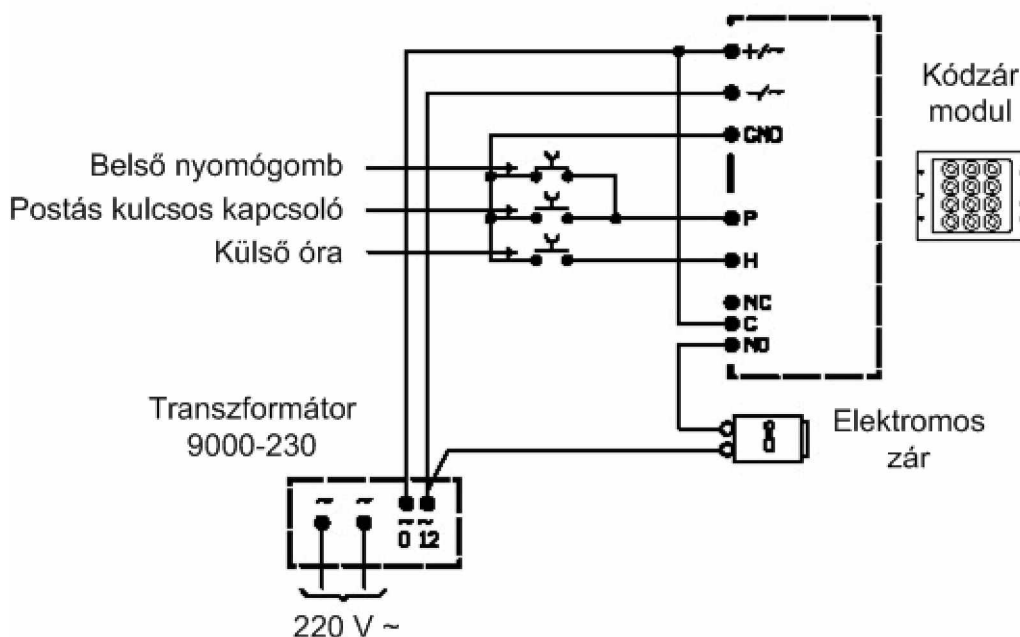 +/~
-/~
GND
P
H
NC
C
NO
Kódzár
modul
Belső nyomógomb
Postás kulcsos kapcsoló
Külső óra
Transzformátor
9000-230
~ ~ ~ ~
0 12
220 V ~
Elektromos
zár